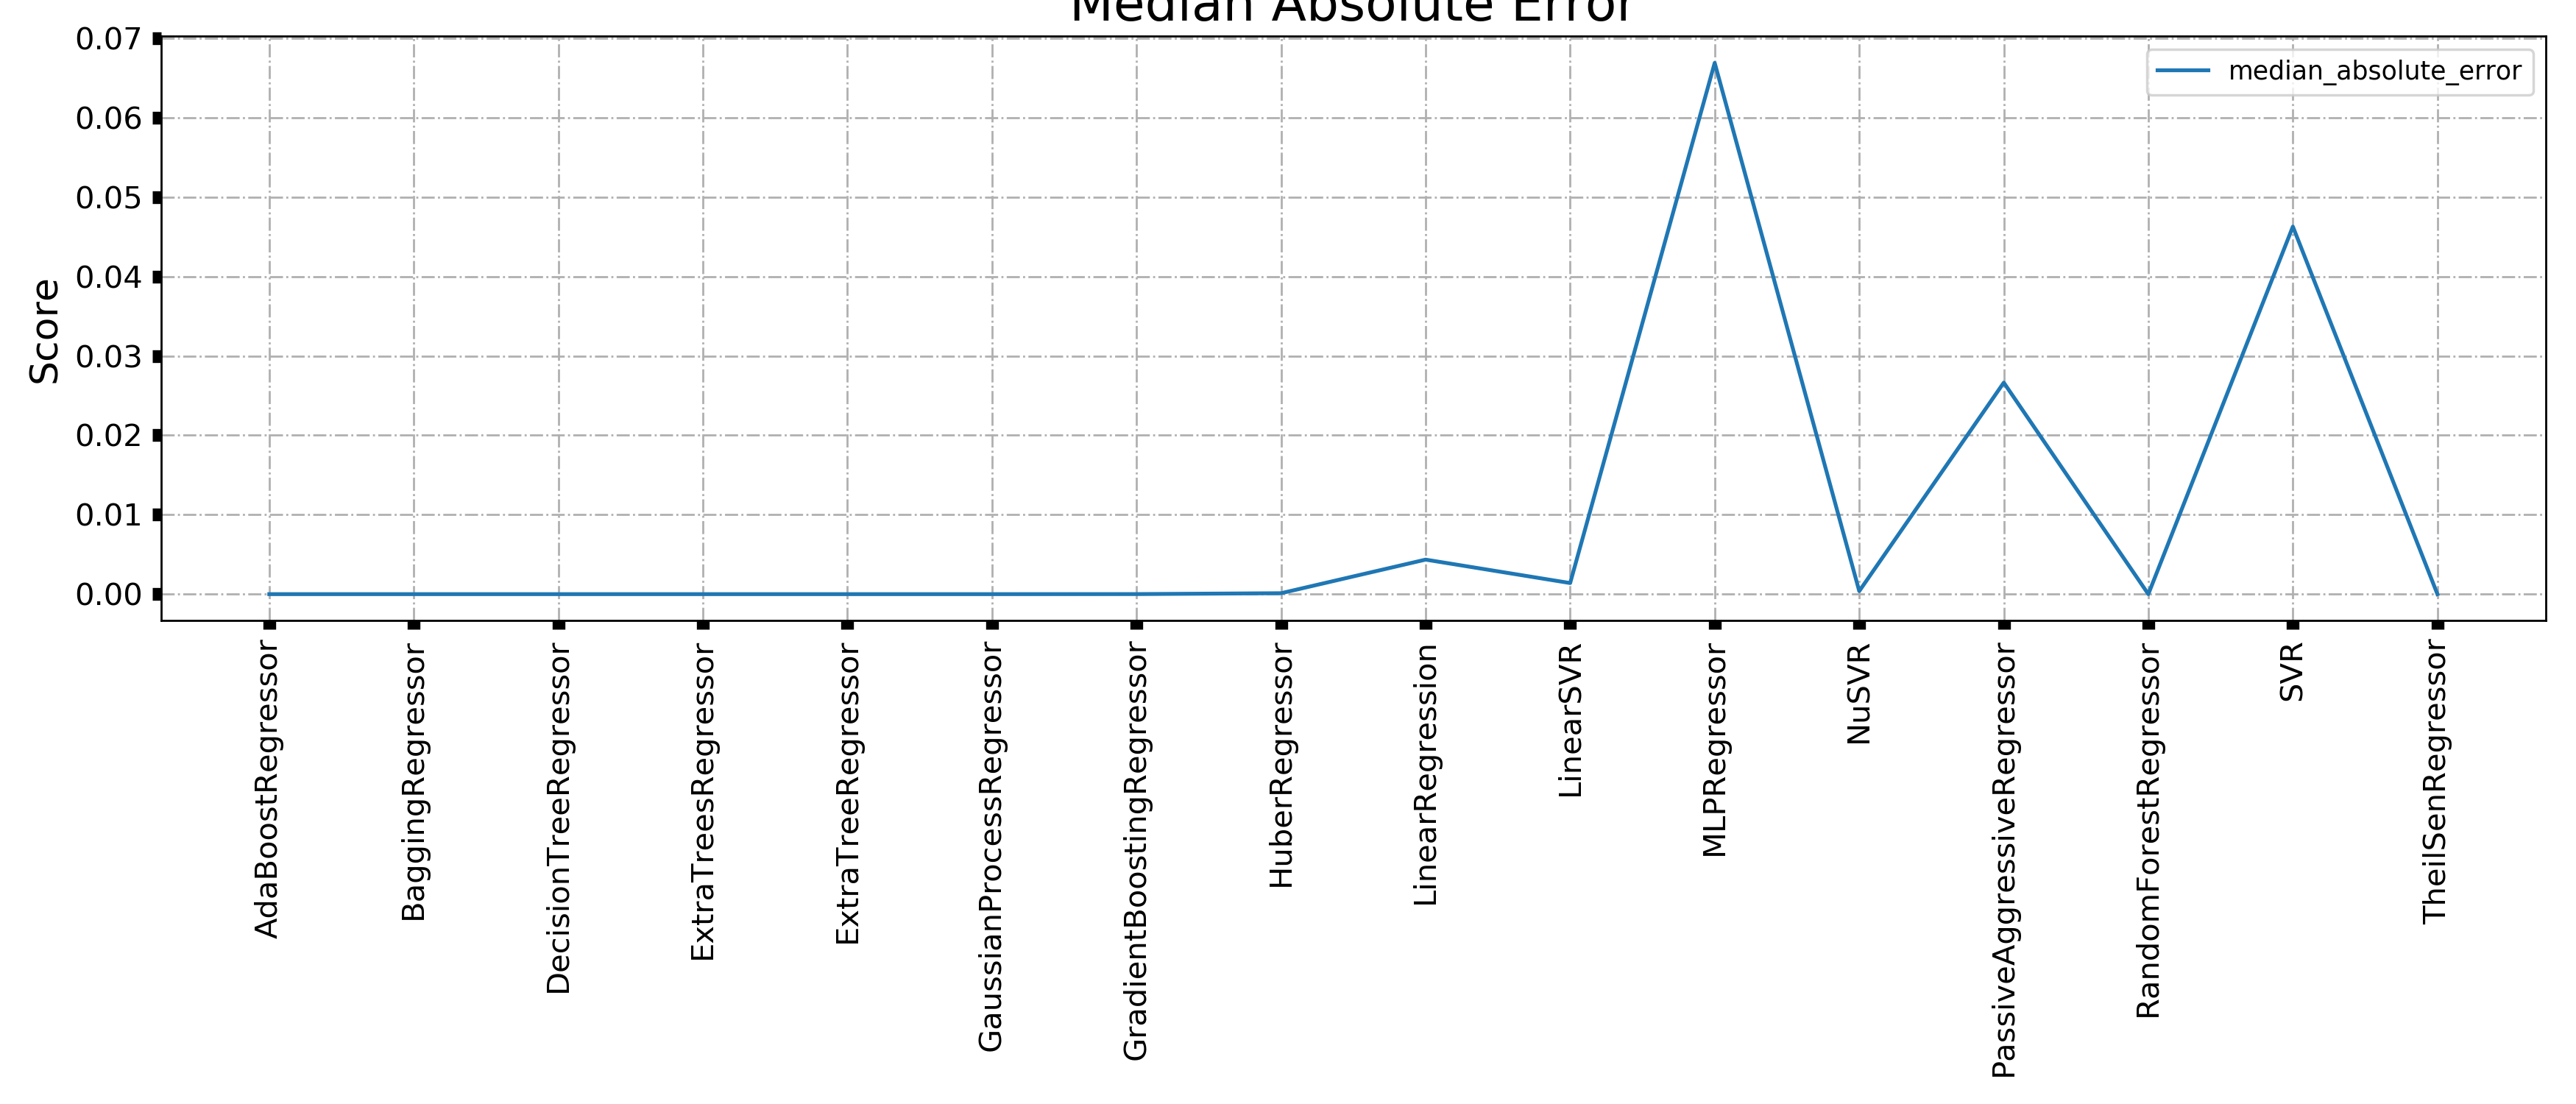 Median Absolute Error
0.07
0.06
0.05
0.04
0.03
0.02
0.01
0.00
Score
median_absolute_error
AdaBoostRegressor
BaggingRegressor
DecisionTreeRegressor
ExtraTreesRegressor
ExtraTreeRegressor
GaussianProcessRegressor
GradientBoostingRegressor
HuberRegressor
LinearRegression
LinearSVR
MLPRegressor
NuSVR
PassiveAggressiveRegressor
RandomForestRegressor
SVR
TheilSenRegressor